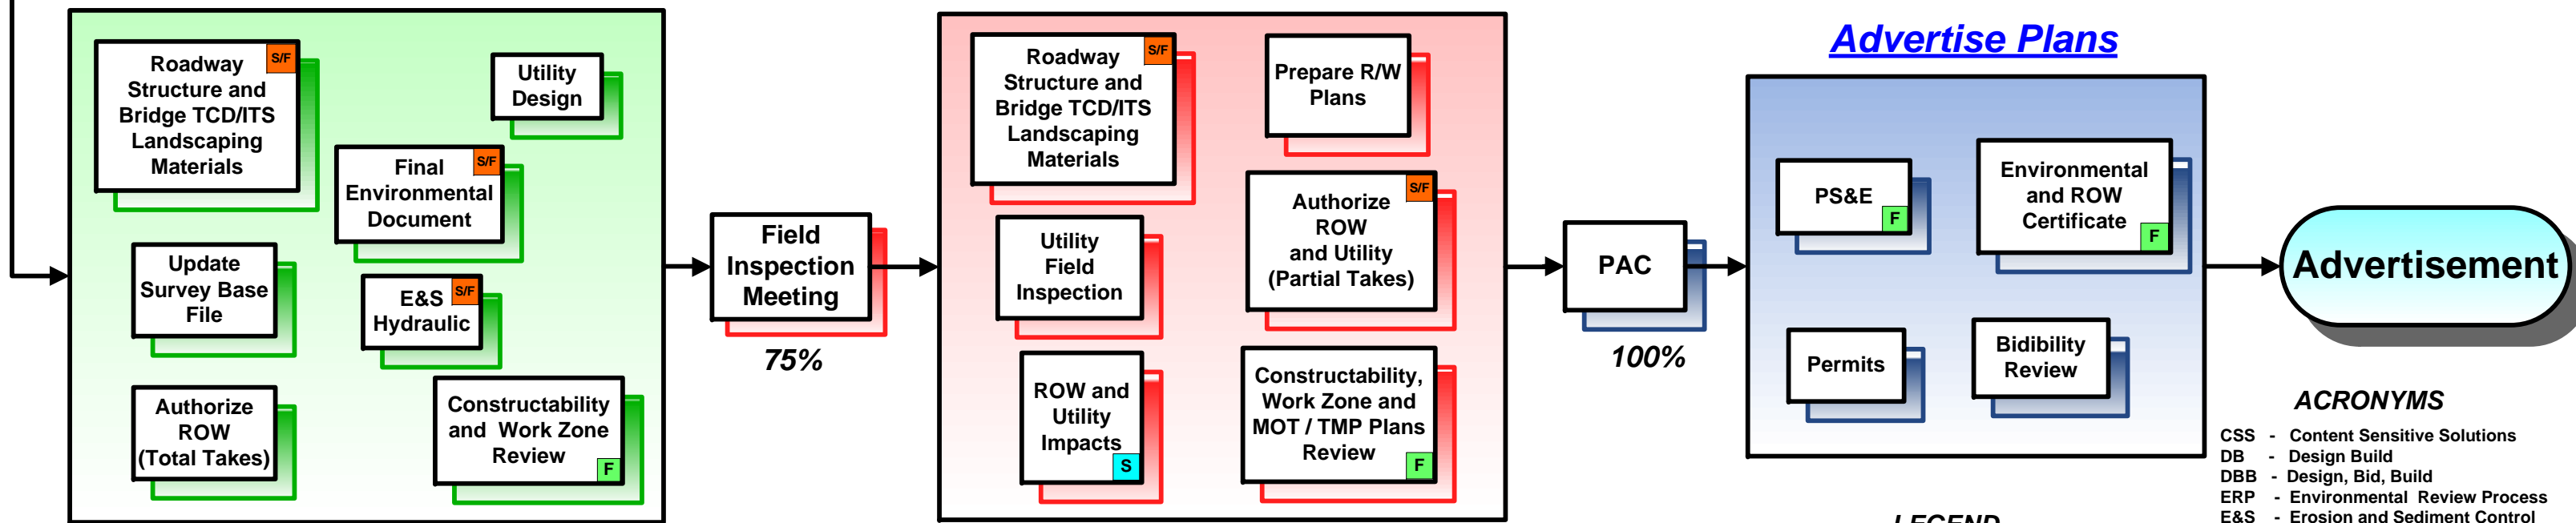 Roadway
Structure and
Bridge TCD/ITS
Landscaping
Materials
S/F
Utility
Design
Final
Environmental
Document
S/F
Update
Survey Base
File
E&S
Hydraulic
S/F
Authorize
ROW
(Total Takes)
Constructability
and Work Zone
Review
F
Field
Inspection
Meeting
75%
Roadway
Structure and
Bridge TCD/ITS
Landscaping
Materials
S/F
Prepare R/W
Plans
Utility
Field
Inspection
Authorize
ROW
and Utility
(Partial Takes)
S/F
ROW and
Utility
Impacts
S
Constructability,
Work Zone and
MOT / TMP Plans
Review
F
PAC
100%
Advertise Plans
PS&E
F
Environmental
and ROW
Certificate
F
Permits
Bidibility
Review
Advertisement
ACRONYMS
CSS - Content Sensitive Solutions
DB - Design Build
DBB - Design, Bid, Build
ERP - Environmental Review Process
E&S - Erosion and Sediment Control
LEGEND